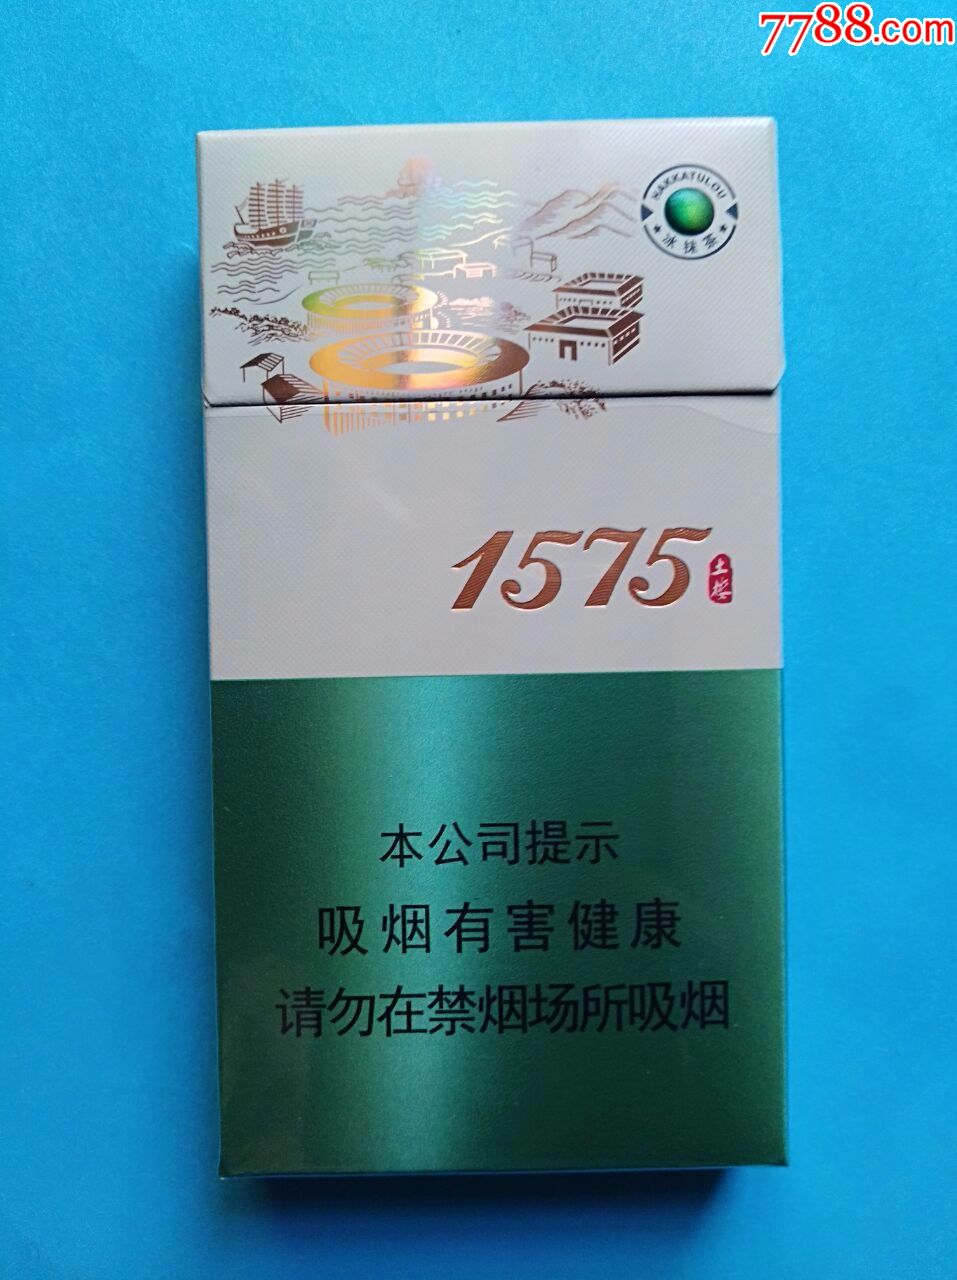 7788.com
HAKKATULOU
冰抹茶
1575
土楼
本公司提示
吸烟有害健康
请勿在禁烟场所吸烟